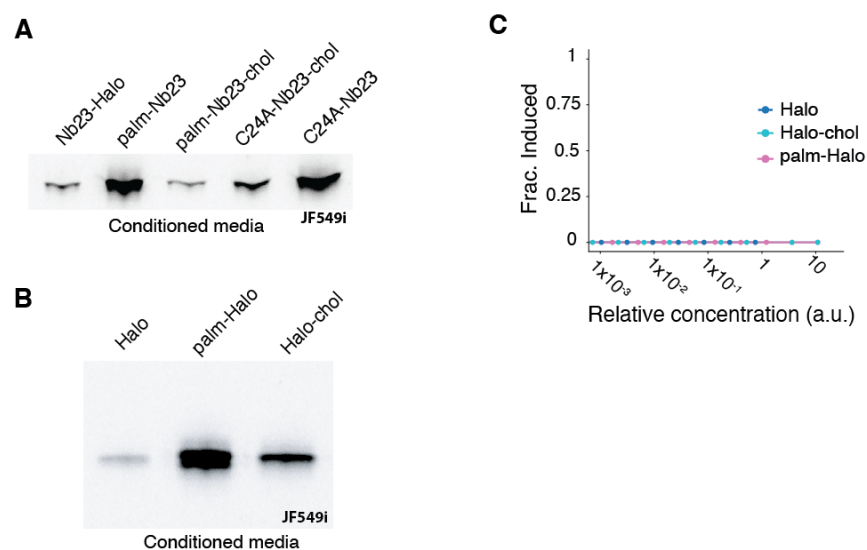 A
Nb23-Halo
palm-Nb23
palm-Nb23-chol
C24A-Nb23-chol
C24A-Nb23
Conditioned media
JF549i
B
Halo
palm-Halo
Halo-chol
JF549i
Conditioned media
C
Frac. Induced
1
0.75
0.5
0.25
0
Halo
Halo-chol
palm-Halo
1x10-3
1x10-2
1x10-1
1
10
Relative concentration (a.u.)